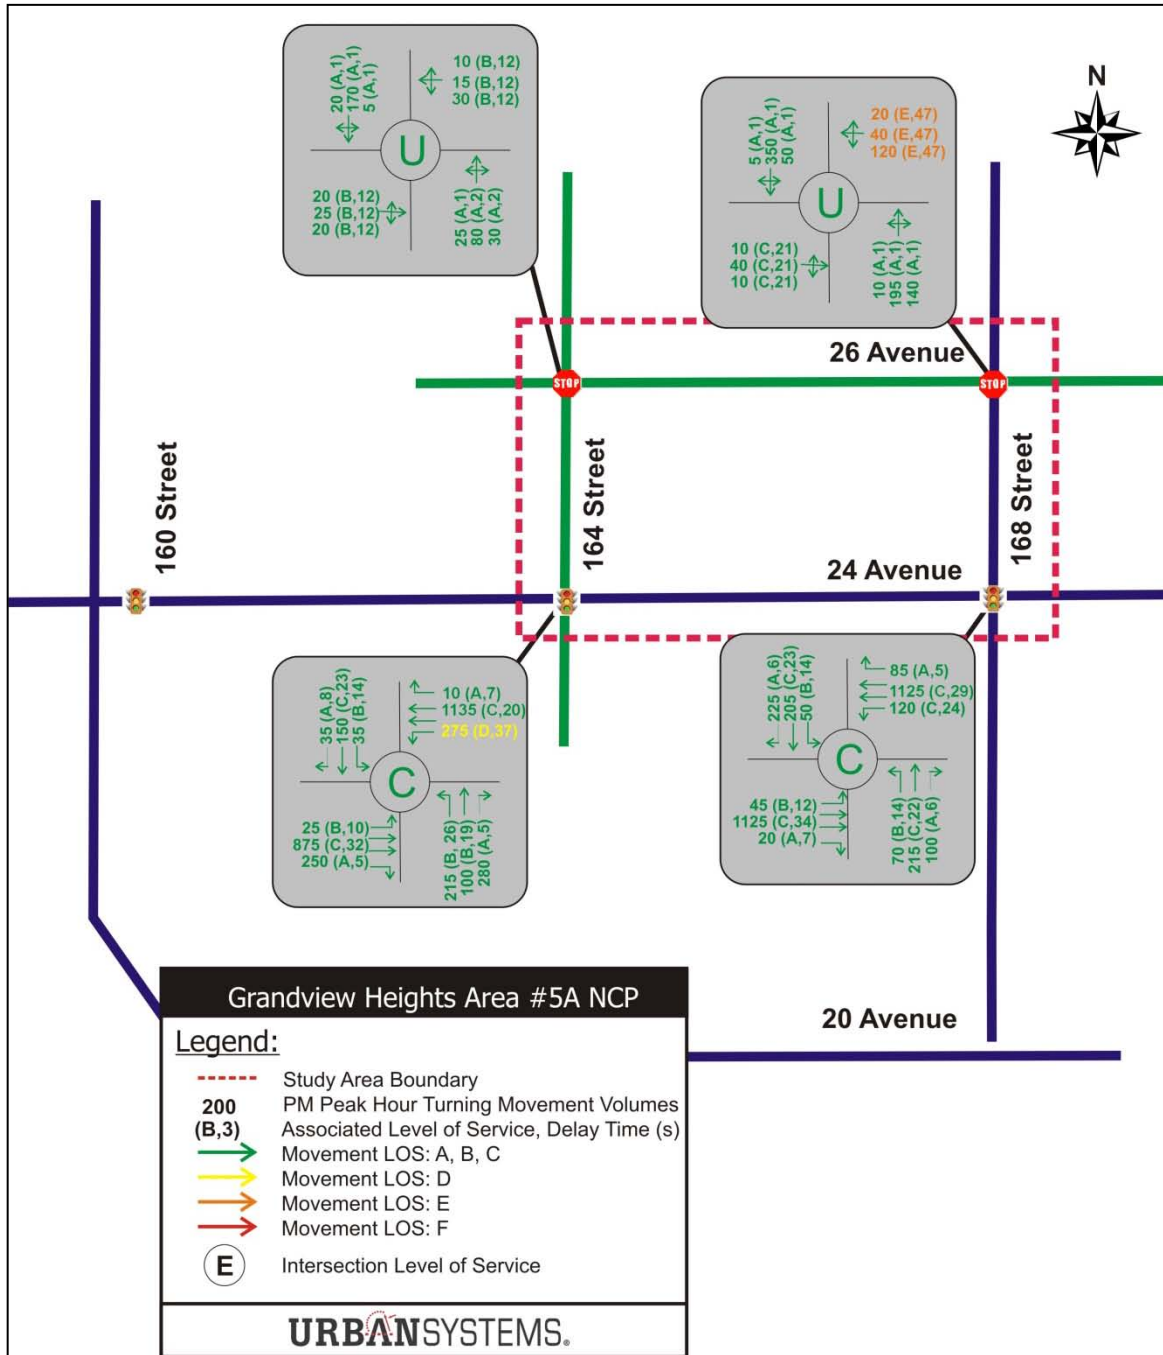 20 (A,1)
170 (A,1)
5 (A,1)
10 (B,12)
15 (B,12)
30 (B,12)
U
20 (B,12)
25 (B,12)
20 (B,12)
25 (A,1)
80 (A,2)
30 (A,2)
5 (A,1)
350 (A,1)
50 (A,1)
20 (E,47)
40 (E,47)
120 (E,47)
U
10 (C,21)
40 (C,21)
10 (C,21)
10 (A,1)
195 (A,1)
140 (A,1)
N
26 Avenue
STOP
STOP
160 Street
164 Street
168 Street
24 Avenue
35 (A,8)
150 (C,23)
35 (B,14)
10 (A,7)
1135 (C,20)
275 (D,37)
C
25 (B,10)
875 (C,32)
250 (A,5)
215 (B, 26)
100 (B,19)
280 (A,5)
225 (A,6)
205 (C,23)
50 (B,14)
85 (A,5)
1125 (C,29)
120 (C,24)
C
45 (B,12)
1125 (C,34)
20 (A,7)
70 (B,14)
215 (C,22)
100 (A,6)
20 Avenue
Grandview Heights Area #5A NCP
Legend:
Study Area Boundary
200 PM Peak Hour Turning Movement Volumes
(B,3) Associated Level of Service, Delay Time (s)
Movement LOS: A, B, C
Movement LOS: D
Movement LOS: E
Movement LOS: F
E Intersection Level of Service
URBANSYSTEMS®